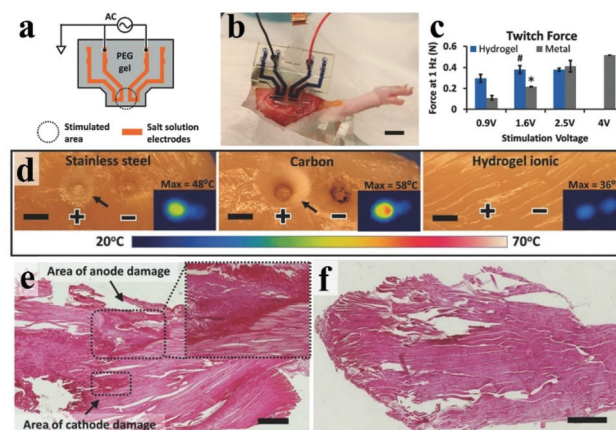 a
AC
PEG
gel
Stimulated
area
Salt solution
electrodes
b
c
Twitch Force
Hydrogel
Metal
Force at 1 Hz (N)
0.6
0.4
0.2
0
#
*
0.9V
1.6V
2.5V
4V
Stimulation Voltage
d
Stainless steel
Max = 48°C
+
−
Carbon
Max = 58°C
+
−
Hydrogel ionic
Max = 36°C
+
−
20°C
70°C
e
Area of anode damage
Area of cathode damage
f